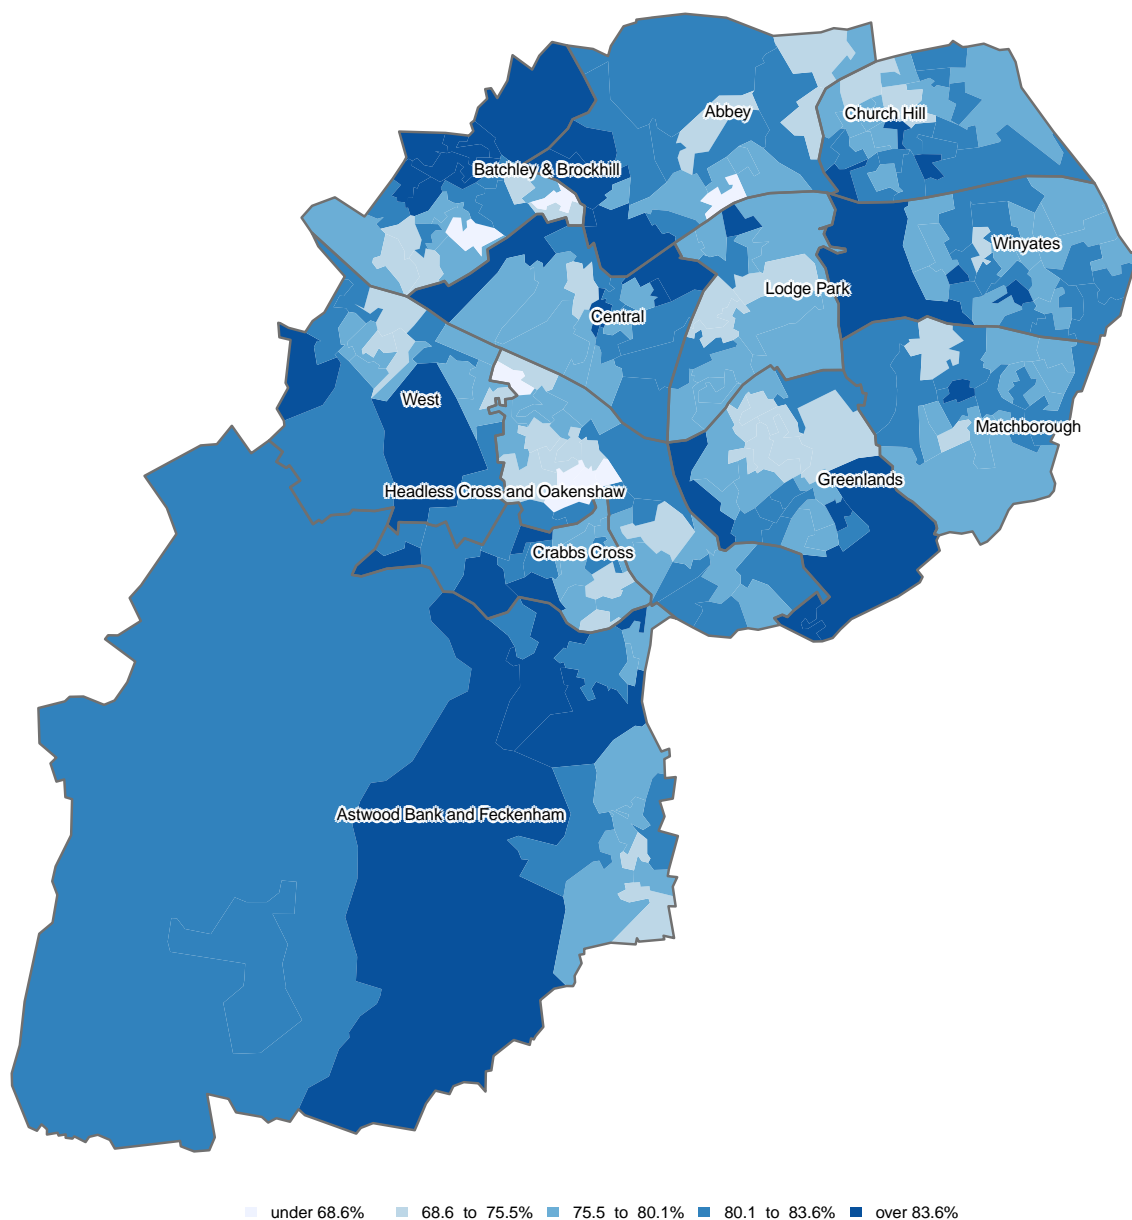 Abbey
Church Hill
Batchley & Brockhill
Winyates
Lodge Park
Central
West
Matchborough
Greenlands
Headless Cross and Oakenshaw
Crabbs Cross
Astwood Bank and Feckenham
under 68.6%
68.6 to 75.5%
75.5 to 80.1%
80.1 to 83.6%
over 83.6%